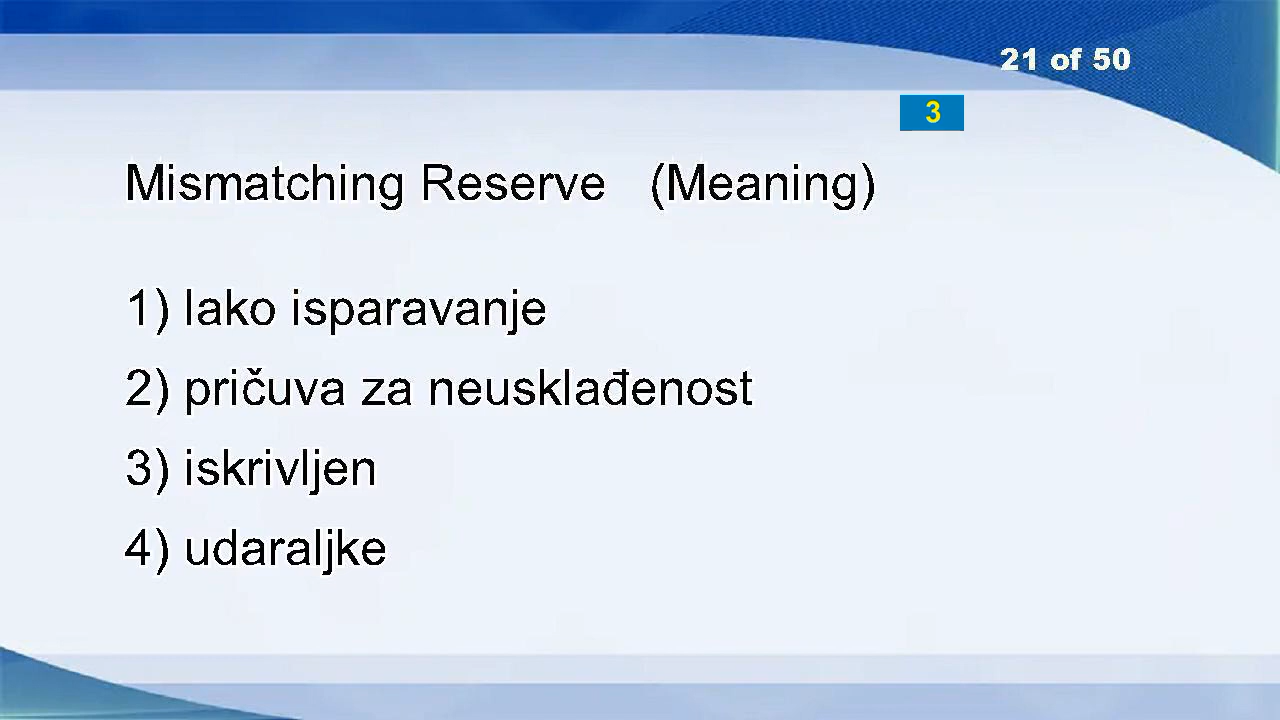 21 of 50
3
Mismatching Reserve (Meaning)
1) lako isparavanje
2) pričuva za neusklađenost
3) iskrivljen
4) udaraljke